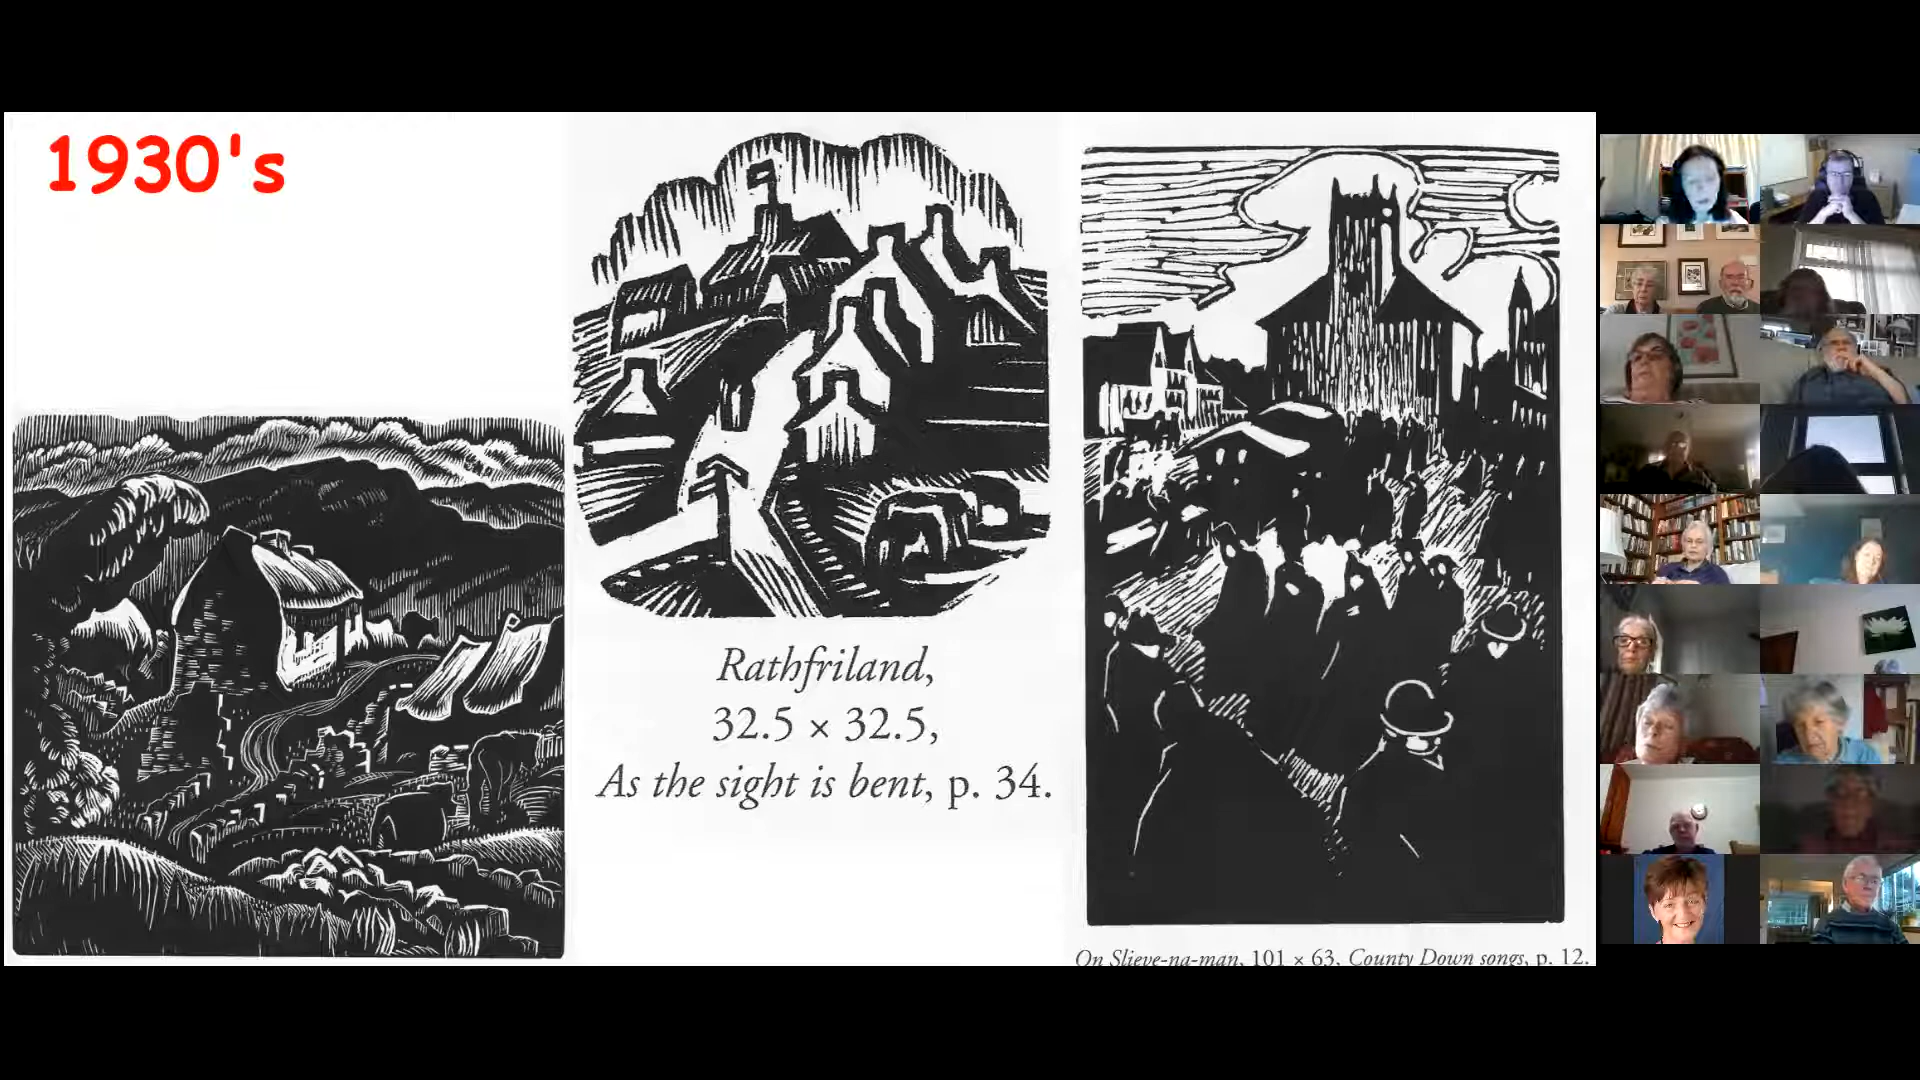 1930's
Rathfriland,
32.5 × 32.5,
As the sight is bent, p. 34.
On Slieve-na-man, 101 × 63, County Down songs, p. 12.